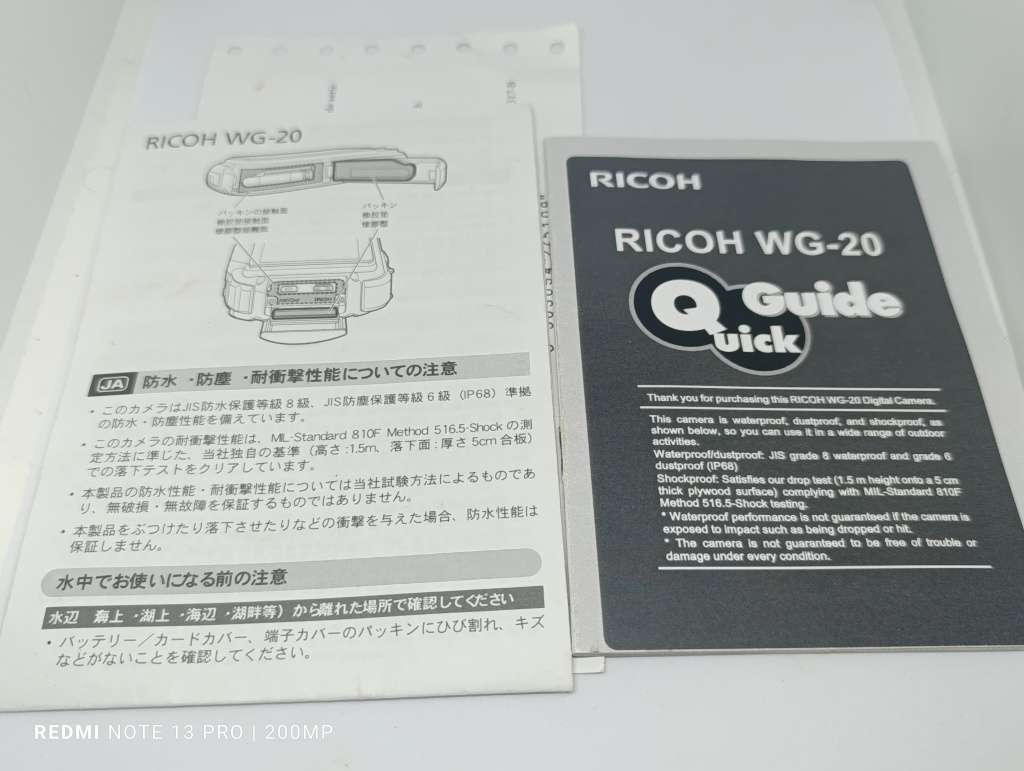 RICOH WG-20
パッキンの接触面
パッキン
JA 防水・防塵・耐衝撃性能についての注意
・このカメラはJIS防水保護等級8級、JIS防塵保護等級6級（IP68）準拠
の防水・防塵性能を備えています。
・このカメラの耐衝撃性能は、MIL-Standard 810F Method 516.5-Shockの測
定方法に準じた、当社独自の基準（高さ:1.5m、落下面:厚さ5cm合板）
での落下テストをクリアしています。
・本製品の防水性能・耐衝撃性能については当社試験方法によるものであ
り、無破損・無故障を保証するものではありません。
・本製品をぶつけたり落下させたりなどの衝撃を与えた場合、防水性能は
保証しません。
水中でお使いになる前の注意
水辺 海上・湖上・海辺・湖畔等）から離れた場所で確認してください
・バッテリー／カードカバー、端子カバーのパッキンにひび割れ、キズ
などがないことを確認してください。
RICOH
RICOH WG-20
Quick Guide
Thank you for purchasing this RICOH WG-20 Digital Camera.
This camera is waterproof, dustproof, and shockproof, as
shown below, so you can use it in a wide range of outdoor
activities.
Waterproof/dustproof: JIS grade 8 waterproof and grade 6
dustproof (IP68)
Shockproof: Satisfies our drop test (1.5 m height onto a 5 cm
thick plywood surface) complying with MIL-Standard 810F
Method 516.5-Shock testing.
* Waterproof performance is not guaranteed if the camera is
exposed to impact such as being dropped or hit.
* The camera is not guaranteed to be free of trouble or
damage under every condition.
REDMI NOTE 13 PRO | 200MP